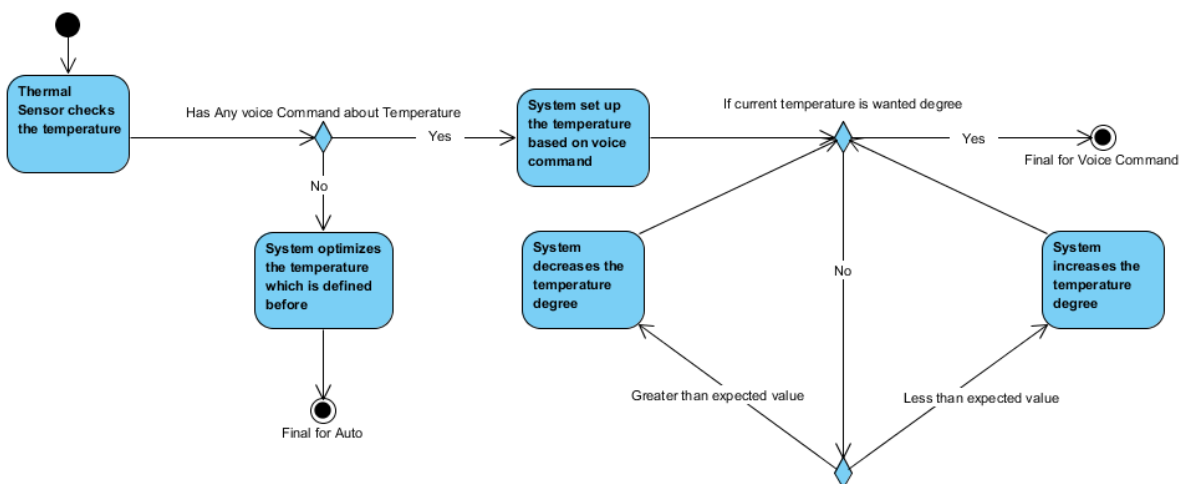 Thermal
Sensor checks
the temperature
Has Any voice Command about Temperature
Yes
No
System set up
the temperature
based on voice
command
If current temperature is wanted degree
Yes
Final for Voice Command
System optimizes
the temperature
which is defined
before
Final for Auto
System
decreases the
temperature
degree
No
System
increases the
temperature
degree
Greater than expected value
Less than expected value